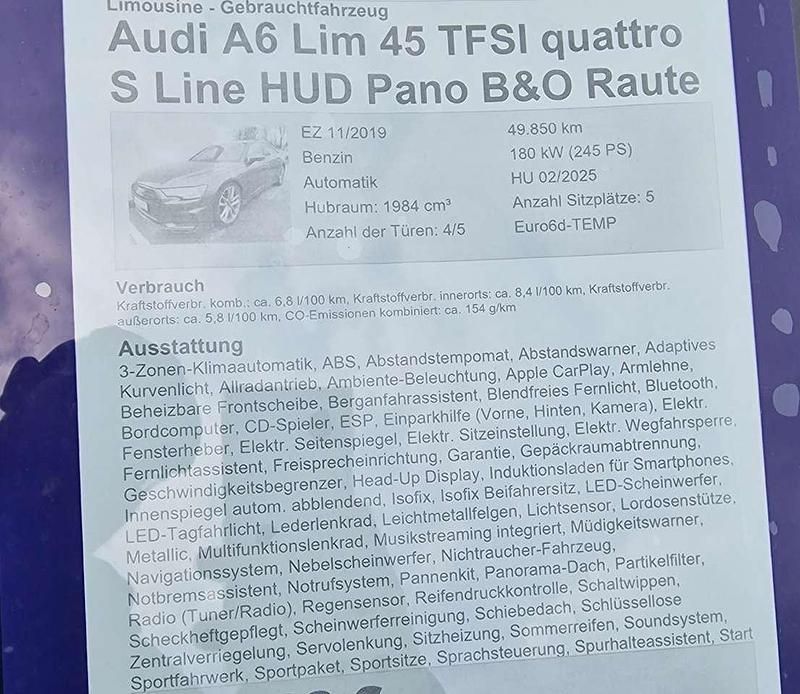 Limousine - Gebrauchtfahrzeug
Audi A6 Lim 45 TFSI quattro
S Line HUD Pano B&O Raute
EZ 11/2019
49.850 km
Benzin
180 kW (245 PS)
Automatik
HU 02/2025
Hubraum: 1984 cm³
Anzahl Sitzplätze: 5
Anzahl der Türen: 4/5
Euro6d-TEMP
Verbrauch
Kraftstoffverbr. komb.: ca. 6,8 l/100 km, Kraftstoffverbr. innerorts: ca. 8,4 l/100 km, Kraftstoffverbr.
außerorts: ca. 5,8 l/100 km, CO-Emissionen kombiniert: ca. 154 g/km
Ausstattung
3-Zonen-Klimaautomatik, ABS, Abstandstempomat, Abstandswarner, Adaptives
Kurvenlicht, Allradantrieb, Ambiente-Beleuchtung, Apple CarPlay, Armlehne,
Beheizbare Frontscheibe, Berganfahrassistent, Blendfreies Fernlicht, Bluetooth,
Bordcomputer, CD-Spieler, ESP, Einparkhilfe (Vorne, Hinten, Kamera), Elektr.
Fensterheber, Elektr. Seitenspiegel, Elektr. Sitzeinstellung, Elektr. Wegfahrsperre,
Fernlichtassistent, Freisprecheinrichtung, Garantie, Gepäckraumabtrennung,
Geschwindigkeitsbegrenzer, Head-Up Display, Induktionsladen für Smartphones,
Innenspiegel autom. abblendend, Isofix, Isofix Beifahrersitz, LED-Scheinwerfer,
LED-Tagfahrlicht, Lederlenkrad, Leichtmetallfelgen, Lichtsensor, Lordosenstütze,
Metallic, Multifunktionslenkrad, Musikstreaming integriert, Müdigkeitswarner,
Navigationssystem, Nebelscheinwerfer, Nichtraucher-Fahrzeug,
Notbremsassistent, Notrufsystem, Pannenkit, Panorama-Dach, Partikelfilter,
Radio (Tuner/Radio), Regensensor, Reifendruckkontrolle, Schaltwippen,
Scheckheftgepflegt, Scheinwerferreinigung, Schiebedach, Schlüssellose
Zentralverriegelung, Servolenkung, Sitzheizung, Sommerreifen, Soundsystem,
Sportfahrwerk, Sportpaket, Sportsitze, Sprachsteuerung, Spurhalteassistent, Start